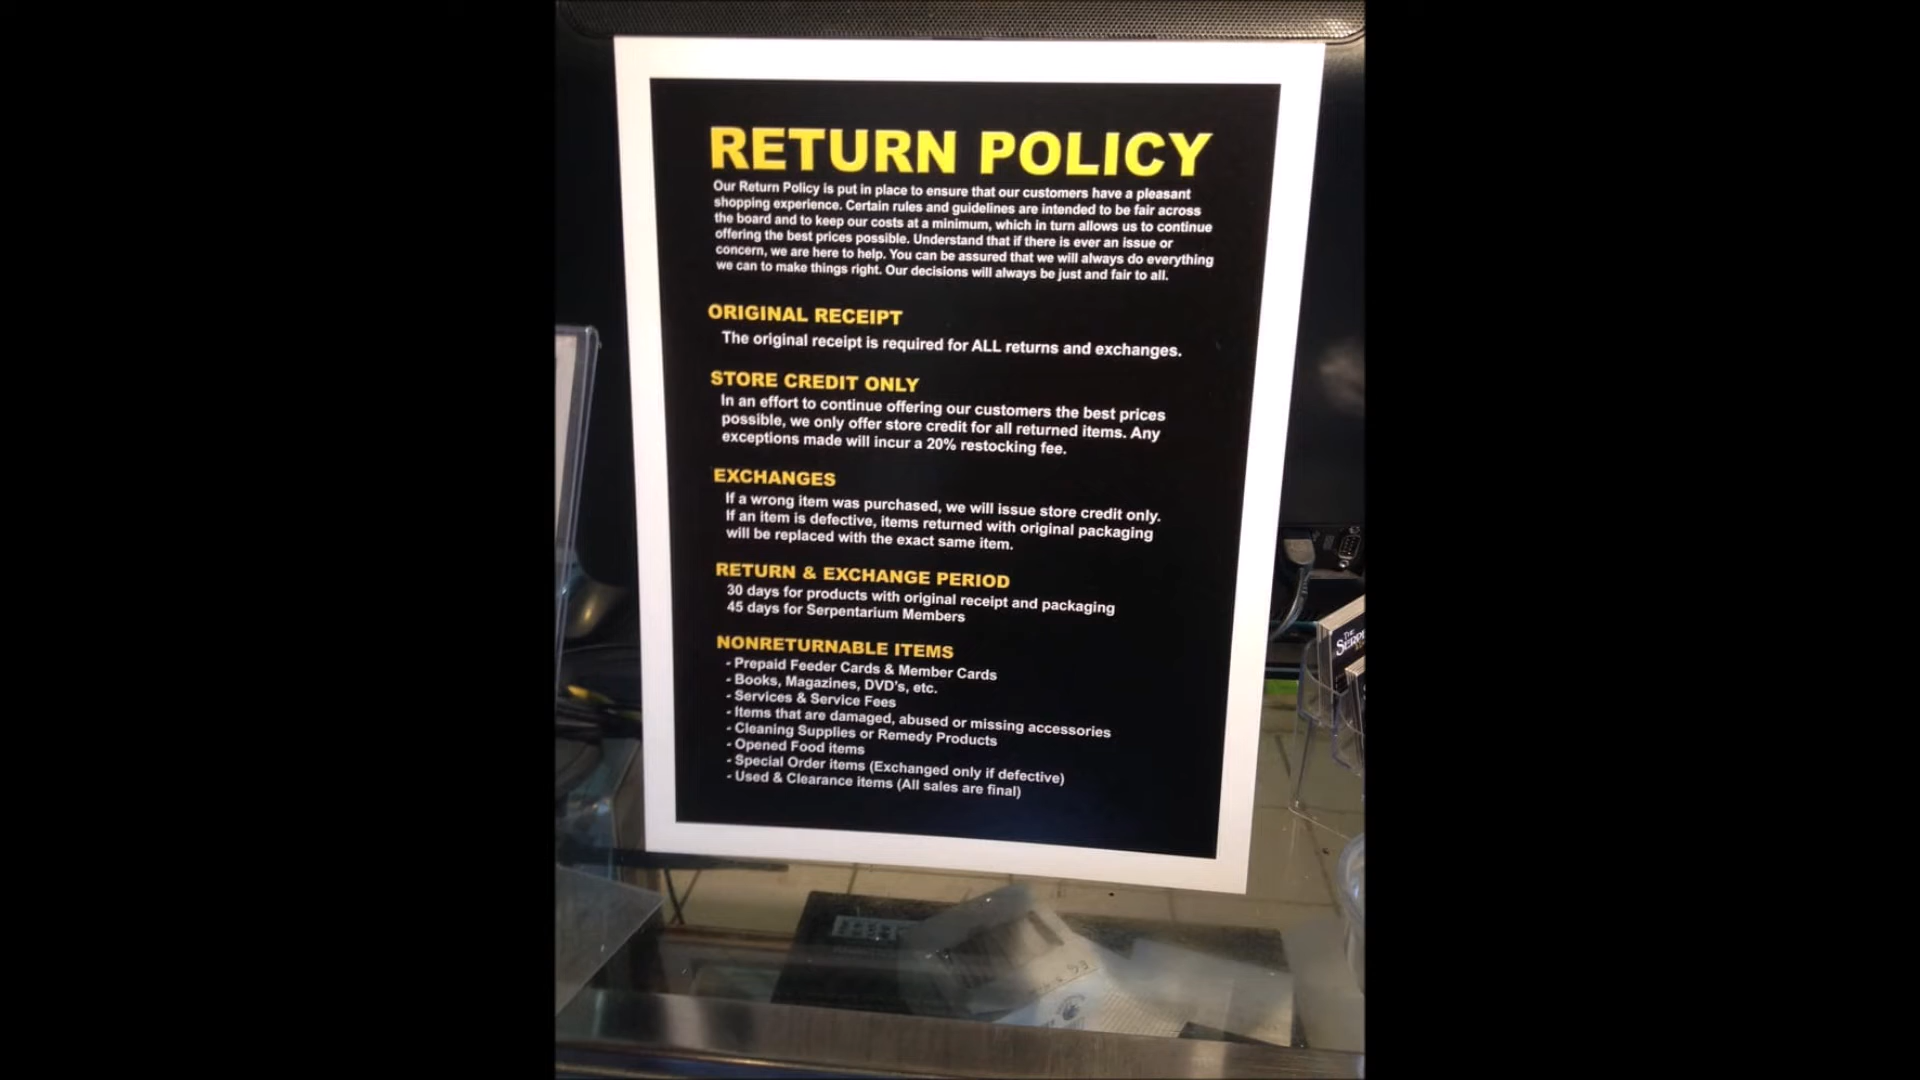 RETURN POLICY
Our Return Policy is put in place to ensure that our customers have a pleasant
shopping experience. Certain rules and guidelines are intended to be fair across
the board and to keep our costs at a minimum, which in turn allows us to continue
offering the best prices possible. Understand that if there is ever an issue or
concern, we are here to help. You can be assured that we will always do everything
we can to make things right. Our decisions will always be just and fair to all.
ORIGINAL RECEIPT
The original receipt is required for ALL returns and exchanges.
STORE CREDIT ONLY
In an effort to continue offering our customers the best prices
possible, we only offer store credit for all returned items. Any
exceptions made will incur a 20% restocking fee.
EXCHANGES
If a wrong item was purchased, we will issue store credit only.
If an item is defective, items returned with original packaging
will be replaced with the exact same item.
RETURN & EXCHANGE PERIOD
30 days for products with original receipt and packaging
45 days for Serpentarium Members
NONRETURNABLE ITEMS
- Prepaid Feeder Cards & Member Cards
- Books, Magazines, DVD's, etc.
- Services & Service Fees
- Items that are damaged, abused or missing accessories
- Cleaning Supplies or Remedy Products
- Opened Food items
- Special Order items (Exchanged only if defective)
- Used & Clearance items (All sales are final)
THE